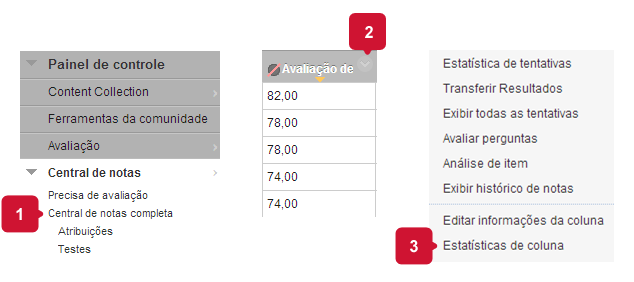 Painel de controle
Content Collection
Ferramentas da comunidade
Avaliação
Central de notas
Precisa de avaliação
1
Central de notas completa
Atribuições
Testes
2
Avaliação de
82,00
78,00
78,00
74,00
74,00
Estatística de tentativas
Transferir Resultados
Exibir todas as tentativas
Avaliar perguntas
Análise de item
Exibir histórico de notas
Editar informações da coluna
3
Estatísticas de coluna